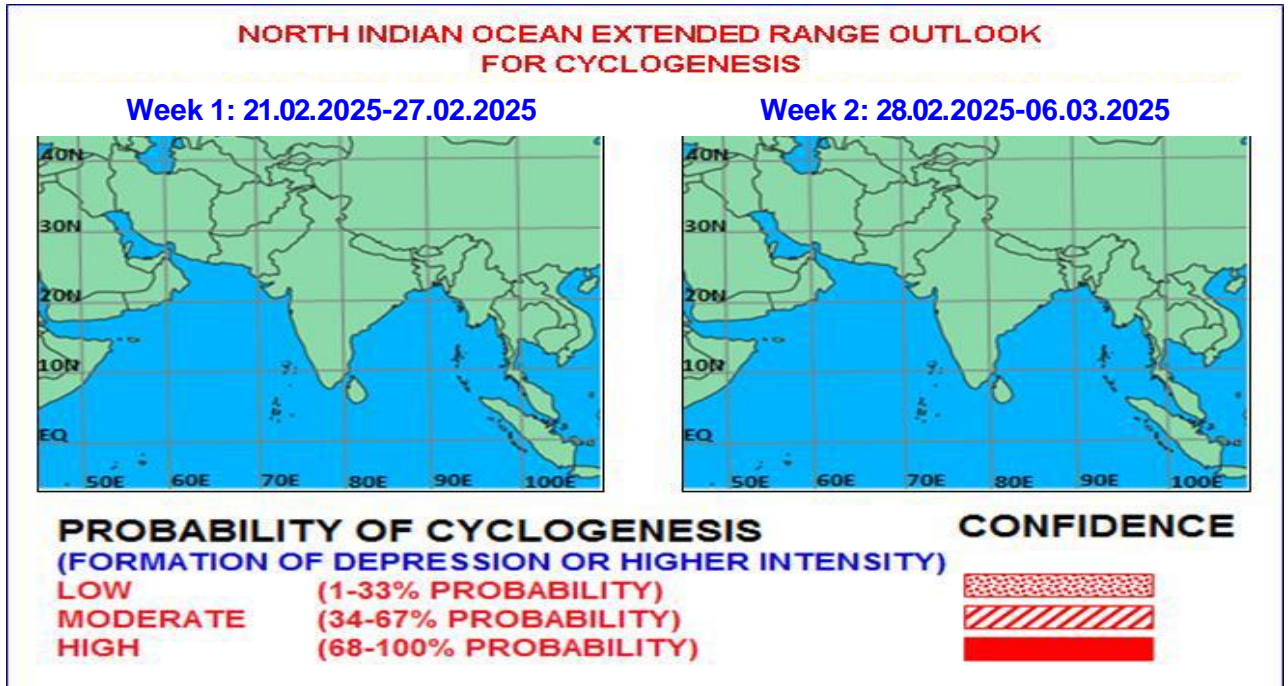 NORTH INDIAN OCEAN EXTENDED RANGE OUTLOOK
FOR CYCLOGENESIS
Week 1: 21.02.2025-27.02.2025
Week 2: 28.02.2025-06.03.2025
40N
30N
20N
10N
EQ
50E 60E 70E 80E 90E 100E
40N
30N
20N
10N
EQ
50E 60E 70E 80E 90E 100E
PROBABILITY OF CYCLOGENESIS CONFIDENCE
(FORMATION OF DEPRESSION OR HIGHER INTENSITY)
LOW (1-33% PROBABILITY)
MODERATE (34-67% PROBABILITY)
HIGH (68-100% PROBABILITY)